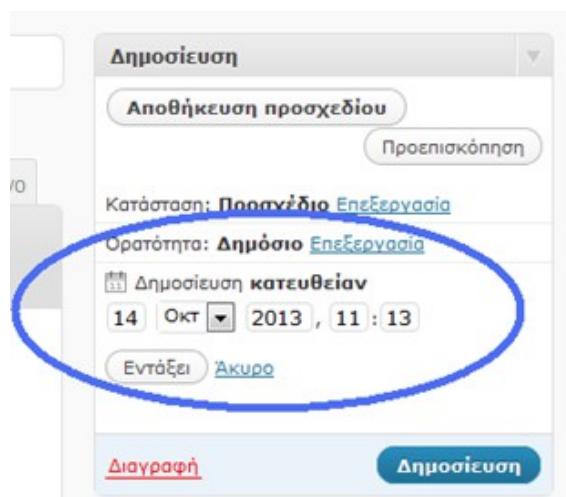 Δημοσίευση
Αποθήκευση προσχεδίου
Προεπισκόπηση
Κατάσταση: Προσχέδιο Επεξεργασία
Ορατότητα: Δημόσιο Επεξεργασία
Δημοσίευση κατευθείαν
14 Οκτ 2013 , 11 : 13
Εντάξει Άκυρο
Διαγραφή Δημοσίευση